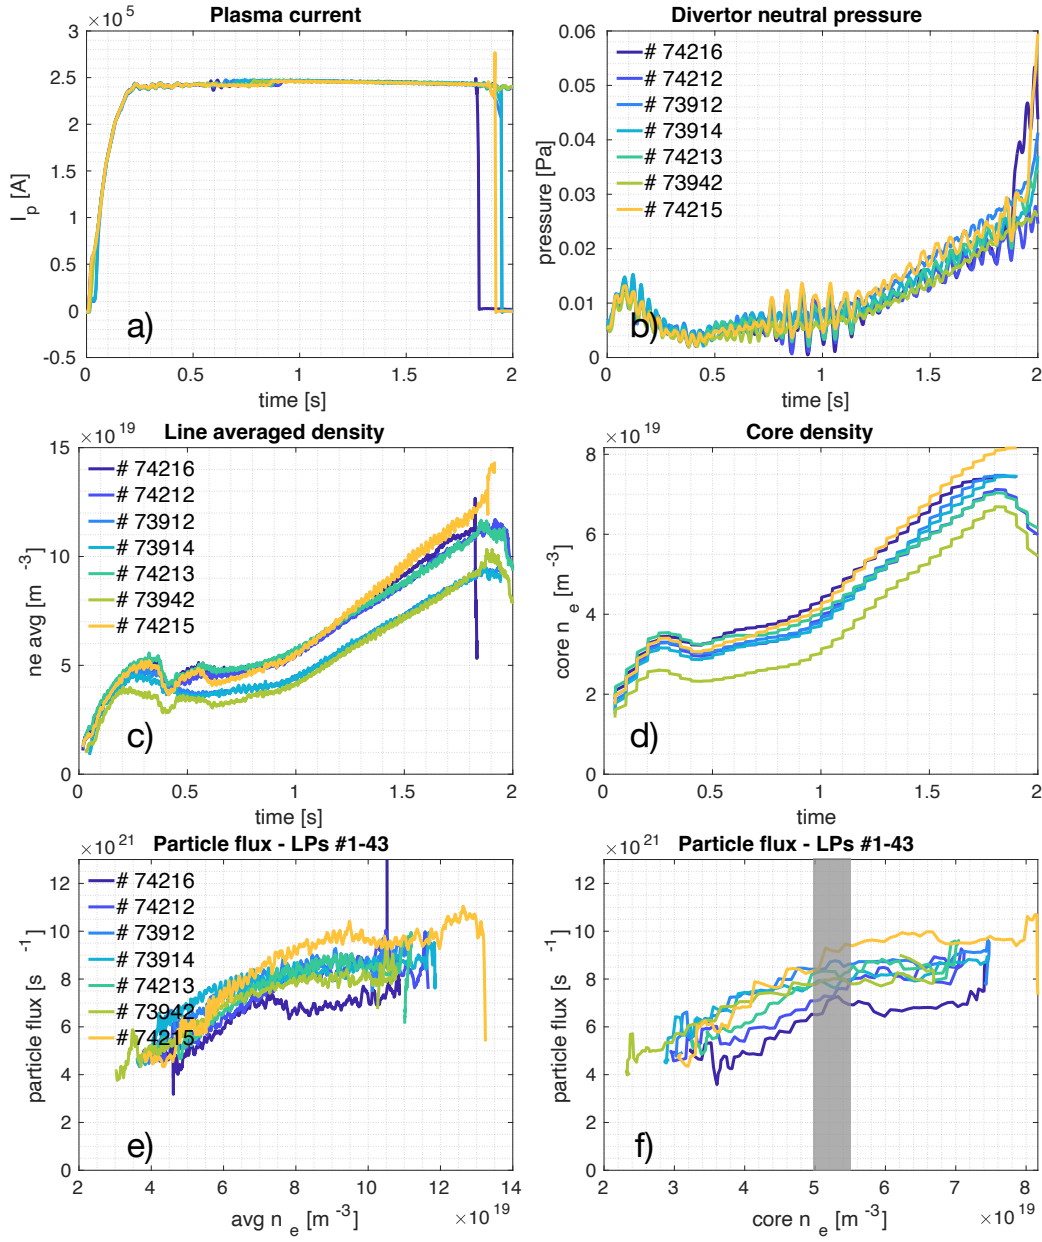 Plasma current
× 10 5
3
2.5
2
1.5
1
0.5
0
-0.5
I_p [A]
a)
0 0.5 1 1.5 2
time [s]
Divertor neutral pressure
0.06
0.05
0.04
0.03
0.02
0.01
0
pressure [Pa]
# 74216
# 74212
# 73912
# 73914
# 74213
# 73942
# 74215
b)
0 0.5 1 1.5 2
time [s]
Line averaged density
× 10 19
15
10
5
0
ne avg [m -3]
# 74216
# 74212
# 73912
# 73914
# 74213
# 73942
# 74215
c)
0 0.5 1 1.5 2
time [s]
Core density
× 10 19
8
6
4
2
0
core n e [m -3]
d)
0 0.5 1 1.5 2
time
Particle flux - LPs #1-43
× 10 21
12
10
8
6
4
2
0
particle flux [s -1]
# 74216
# 74212
# 73912
# 73914
# 74213
# 73942
# 74215
e)
2 4 6 8 10 12 14
avg n e [m -3]
× 10 19
Particle flux - LPs #1-43
× 10 21
12
10
8
6
4
2
0
particle flux [s -1]
f)
2 3 4 5 6 7 8
core n e [m -3]
× 10 19